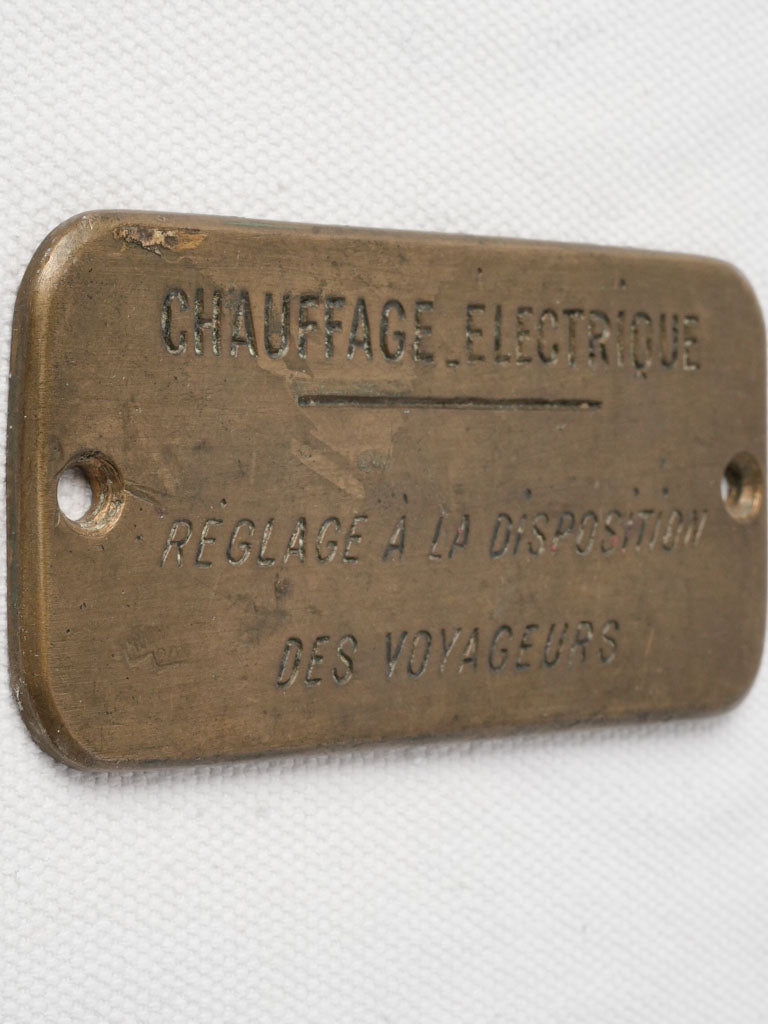 CHAUFFAGE_ELECTRIQUE
REGLAGE A LA DISPOSITION
DES VOYAGEURS